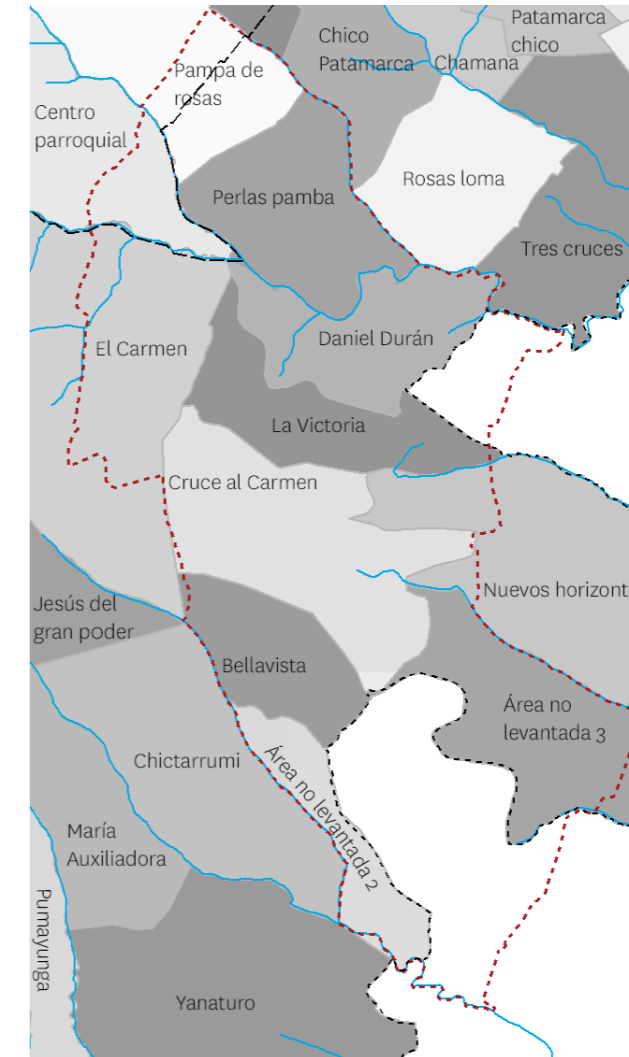 Patamarca
chico
Chico
Patamarca
Chamana
Pampa de
rosas
Centro
parroquial
Rosas loma
Perlas pamba
Tres cruces
Daniel Durán
El Carmen
La Victoria
Cruce al Carmen
Nuevos horizont
Jesús del
gran poder
Bellavista
Área no
levantada 3
Chictarrumí
Área no levantada 2
María
Auxiliadora
Pumayunga
Yanaturo